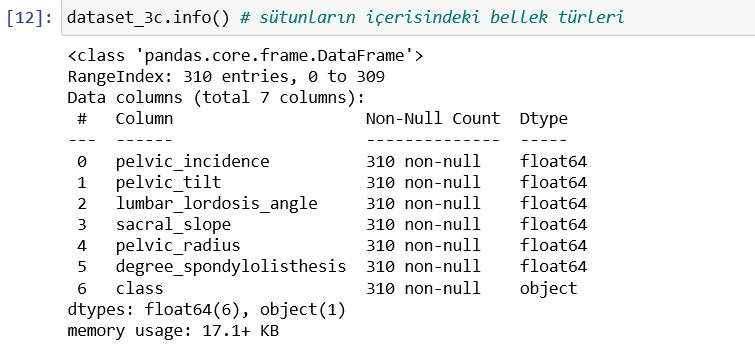 [12]: dataset_3c.info() # sütunların içerisindeki bellek türleri
<class 'pandas.core.frame.DataFrame'>
RangeIndex: 310 entries, 0 to 309
Data columns (total 7 columns):
 #   Column                    Non-Null Count  Dtype
---  ------                    --------------  -----
 0   pelvic_incidence          310 non-null    float64
 1   pelvic_tilt               310 non-null    float64
 2   lumbar_lordosis_angle     310 non-null    float64
 3   sacral_slope              310 non-null    float64
 4   pelvic_radius             310 non-null    float64
 5   degree_spondylolisthesis  310 non-null    float64
 6   class                     310 non-null    object
dtypes: float64(6), object(1)
memory usage: 17.1+ KB